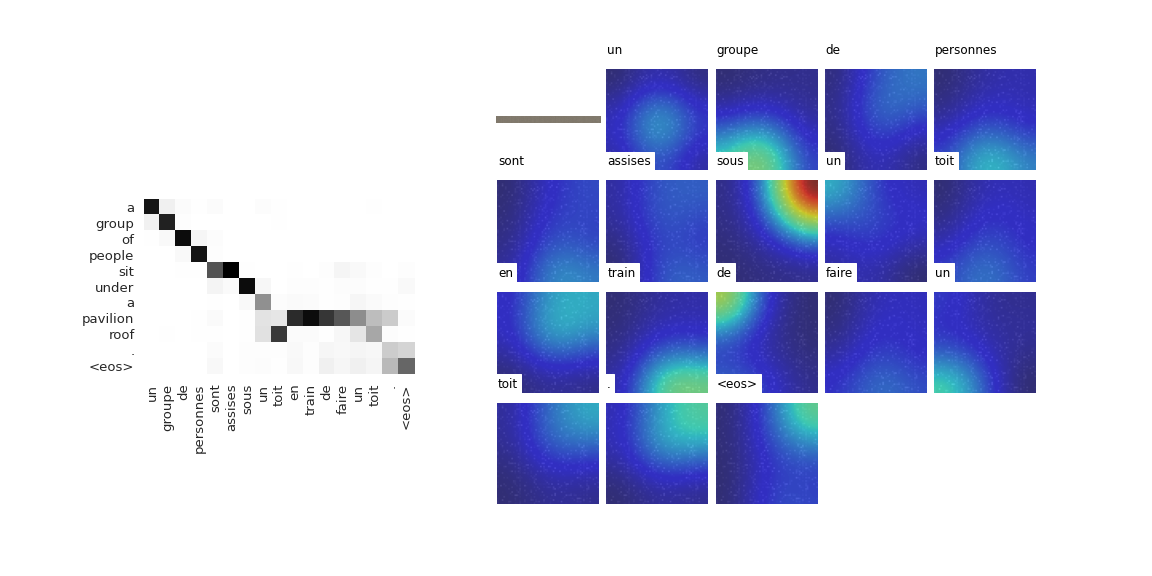 un groupe de personnes
sont assises sous un toit
en train de faire un
toit . <eos>
a
group
of
people
sit
under
a
pavilion
roof
.
<eos>
un groupe de personnes sont assises sous un toit en train de faire un toit . <eos>